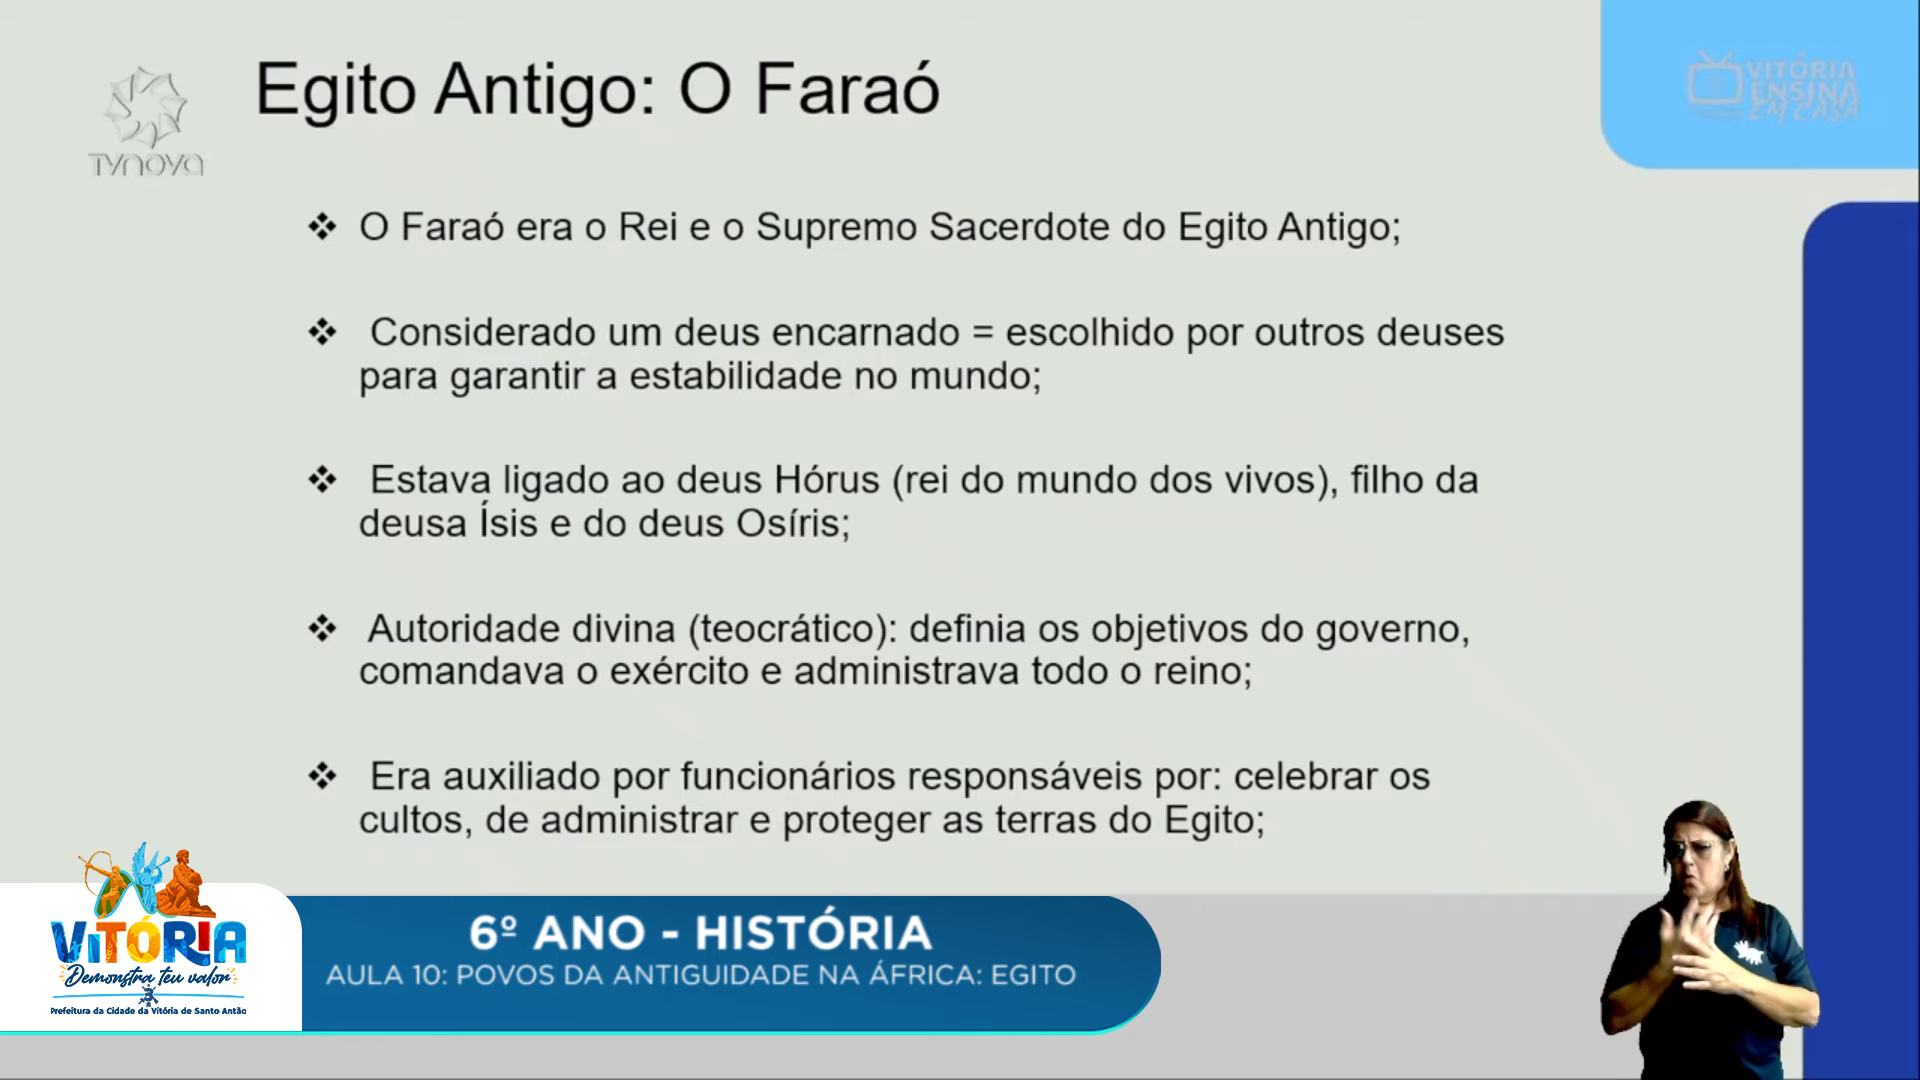 Egito Antigo: O Faraó
TVNOVA
VITÓRIA
ENSINA
EM CASA
❖ O Faraó era o Rei e o Supremo Sacerdote do Egito Antigo;
❖ Considerado um deus encarnado = escolhido por outros deuses
para garantir a estabilidade no mundo;
❖ Estava ligado ao deus Hórus (rei do mundo dos vivos), filho da
deusa Ísis e do deus Osíris;
❖ Autoridade divina (teocrático): definia os objetivos do governo,
comandava o exército e administrava todo o reino;
❖ Era auxiliado por funcionários responsáveis por: celebrar os
cultos, de administrar e proteger as terras do Egito;
VITÓRIA
Demonstra teu valor
Prefeitura da Cidade da Vitória de Santo Antão
6º ANO - HISTÓRIA
AULA 10: POVOS DA ANTIGUIDADE NA ÁFRICA: EGITO